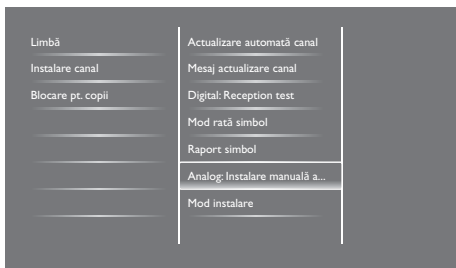 Limbă
Instalare canal
Blocare pt. copii
Actualizare automată canal
Mesaj actualizare canal
Digital: Reception test
Mod rată simbol
Raport simbol
Analog: Instalare manuală a...
Mod instalare